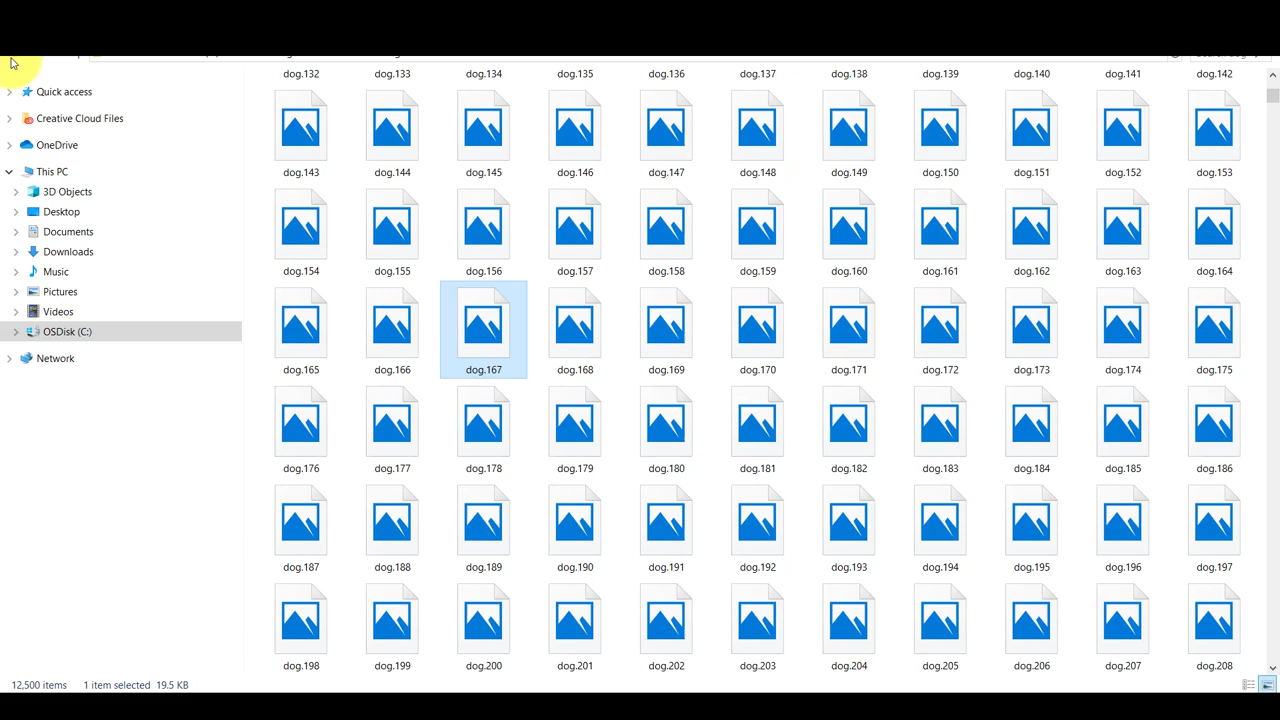 Quick access
Creative Cloud Files
OneDrive
This PC
3D Objects
Desktop
Documents
Downloads
Music
Pictures
Videos
OSDisk (C:)
Network
dog.132 dog.133 dog.134 dog.135 dog.136 dog.137 dog.138 dog.139 dog.140 dog.141 dog.142
dog.143 dog.144 dog.145 dog.146 dog.147 dog.148 dog.149 dog.150 dog.151 dog.152 dog.153
dog.154 dog.155 dog.156 dog.157 dog.158 dog.159 dog.160 dog.161 dog.162 dog.163 dog.164
dog.165 dog.166 dog.167 dog.168 dog.169 dog.170 dog.171 dog.172 dog.173 dog.174 dog.175
dog.176 dog.177 dog.178 dog.179 dog.180 dog.181 dog.182 dog.183 dog.184 dog.185 dog.186
dog.187 dog.188 dog.189 dog.190 dog.191 dog.192 dog.193 dog.194 dog.195 dog.196 dog.197
dog.198 dog.199 dog.200 dog.201 dog.202 dog.203 dog.204 dog.205 dog.206 dog.207 dog.208
12,500 items 1 item selected 19.5 KB